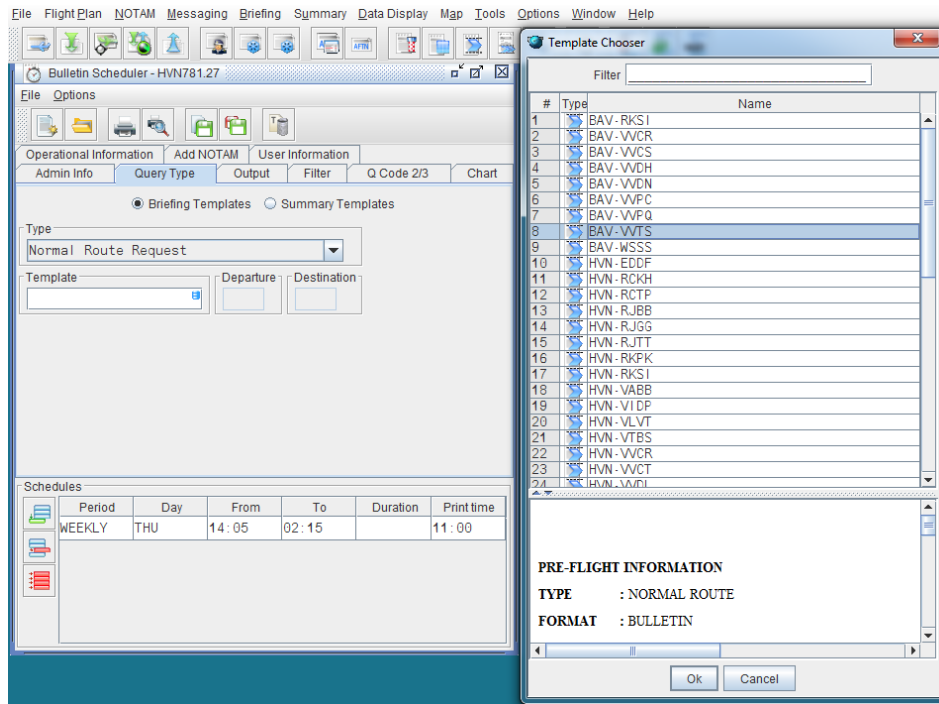 File Flight Plan NOTAM Messaging Briefing Summary Data Display Map Tools Options Window Help
AFTN
Bulletin Scheduler - HVN781.27
File Options
Operational Information Add NOTAM User Information
Admin Info Query Type Output Filter Q Code 2/3 Chart
Briefing Templates Summary Templates
Type
Normal Route Request
Template Departure Destination
Schedules
Period Day From To Duration Print time
WEEKLY THU 14:05 02:15 11:00
Template Chooser
Filter
# Type Name
1 BAV-RKSI
2 BAV-VVCR
3 BAV-VVCS
4 BAV-VVDH
5 BAV-VVDN
6 BAV-VVPC
7 BAV-VVPQ
8 BAV-VVTS
9 BAV-WSSS
10 HVN-EDDF
11 HVN-RCKH
12 HVN-RCTP
13 HVN-RJBB
14 HVN-RJGG
15 HVN-RJTT
16 HVN-RKPK
17 HVN-RKSI
18 HVN-VABB
19 HVN-VIDP
20 HVN-VLVT
21 HVN-VTBS
22 HVN-VVCR
23 HVN-VVCT
24 HVN-VVDL
PRE-FLIGHT INFORMATION
TYPE : NORMAL ROUTE
FORMAT : BULLETIN
Ok Cancel